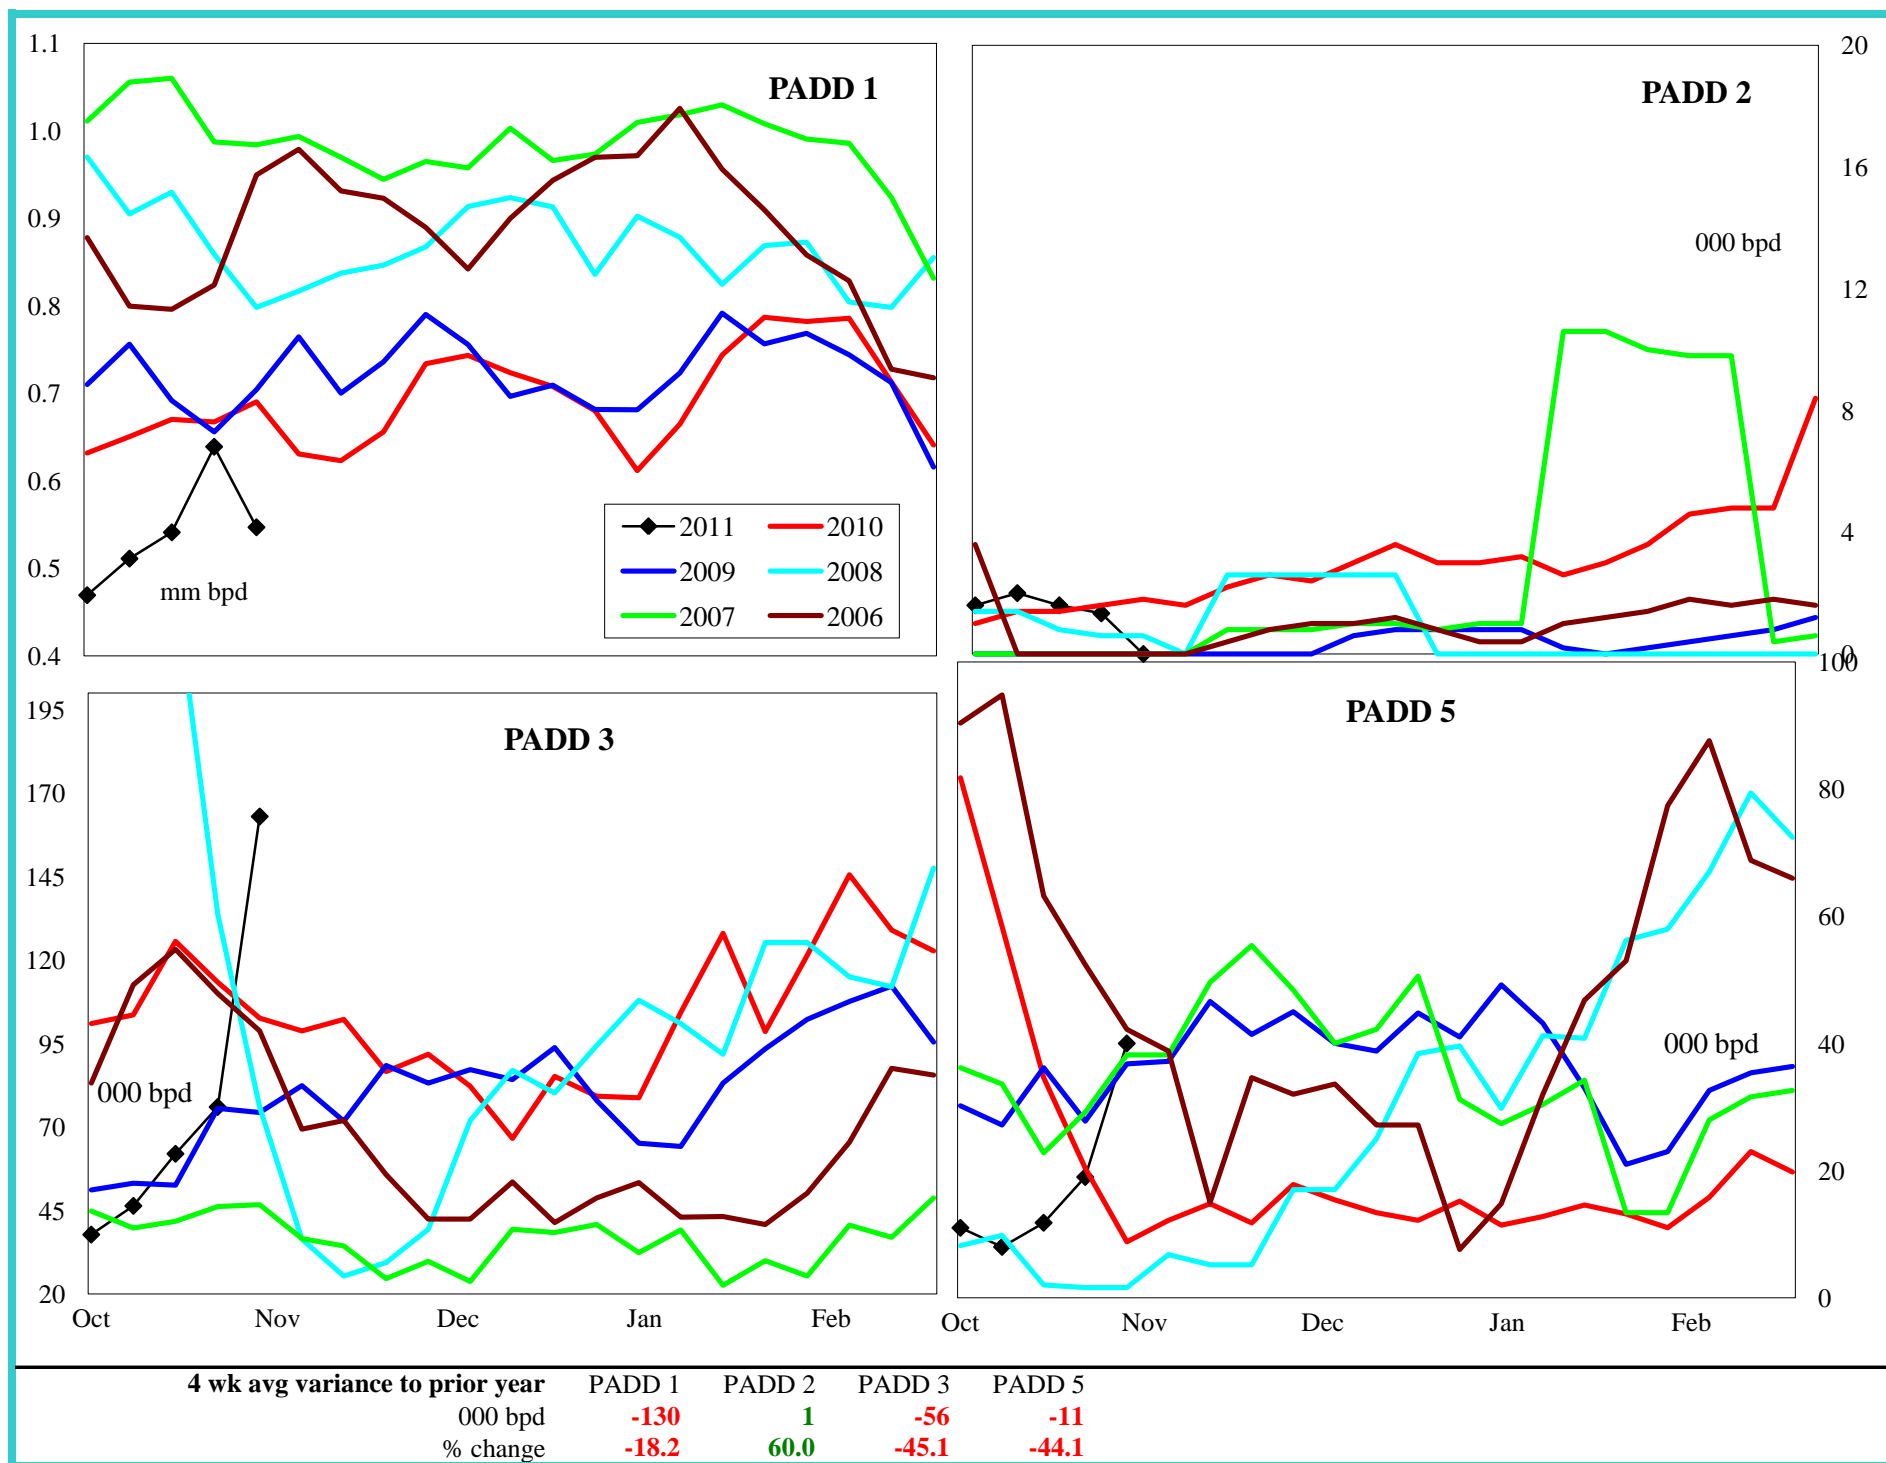 1.1
1.0
0.9
0.8
0.7
0.6
0.5
0.4
PADD 1
mm bpd
2011 2010
2009 2008
2007 2006
PADD 2
000 bpd
20
16
12
8
4
0
195
170
145
120
95
70
45
20
PADD 3
000 bpd
Oct Nov Dec Jan Feb
PADD 5
000 bpd
100
80
60
40
20
0
Oct Nov Dec Jan Feb
4 wk avg variance to prior year PADD 1 PADD 2 PADD 3 PADD 5
000 bpd -130 1 -56 -11
% change -18.2 60.0 -45.1 -44.1